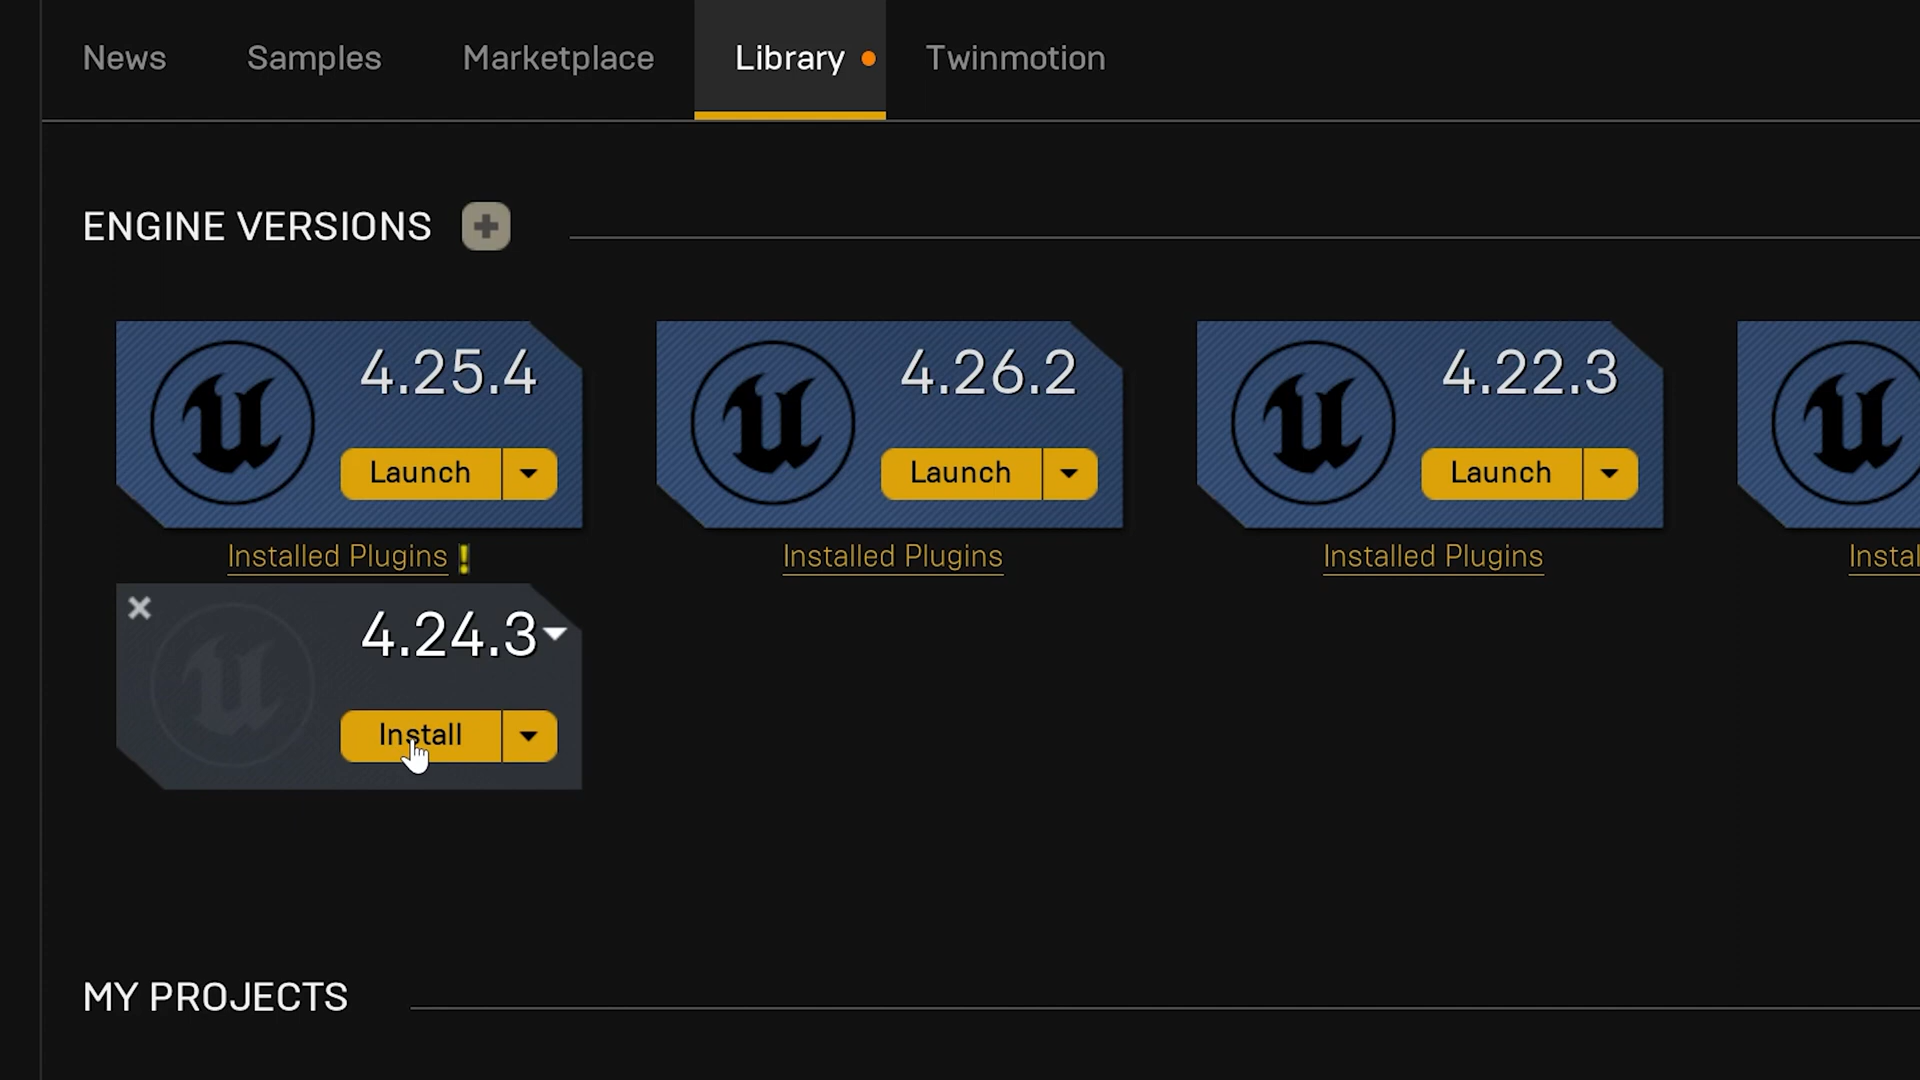 News Samples Marketplace Library Twinmotion
ENGINE VERSIONS
4.25.4 4.26.2 4.22.3
Launch Launch Launch
Installed Plugins ! Installed Plugins Installed Plugins
4.24.3
Install
MY PROJECTS